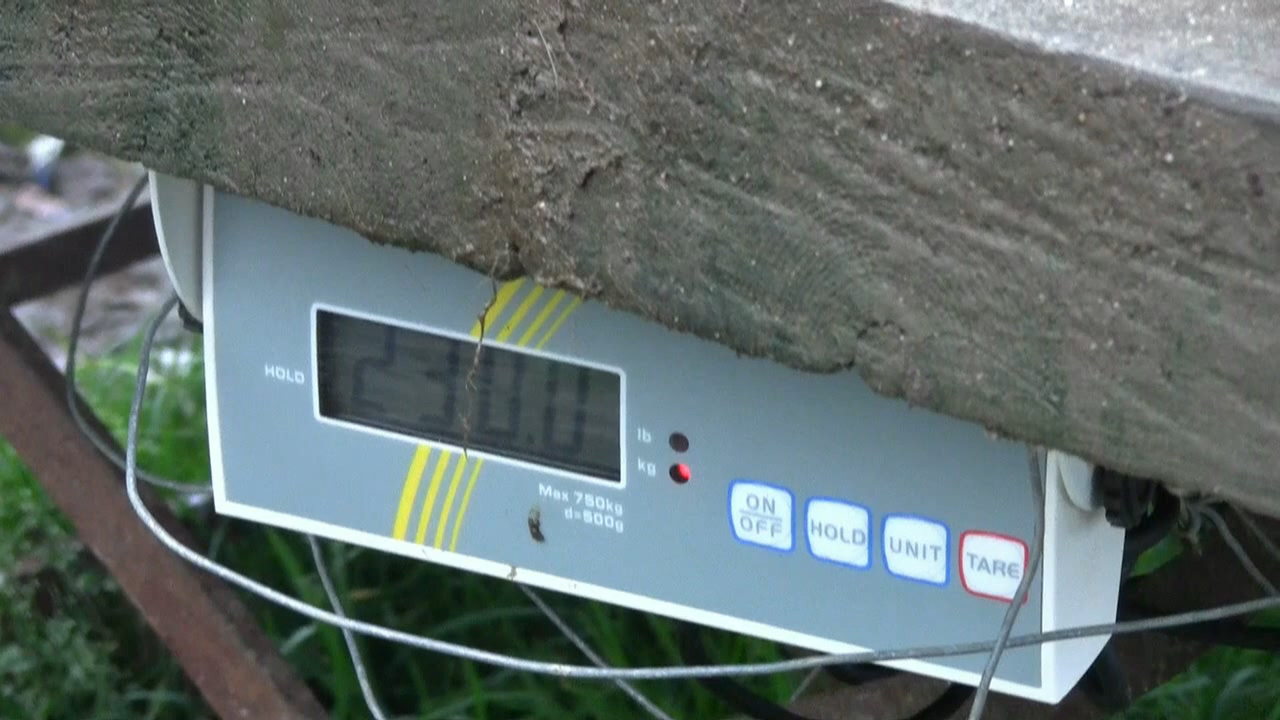 HOLD
230.0
lb
kg
Max 750kg
d=500g
ON
OFF
HOLD
UNIT
TARE